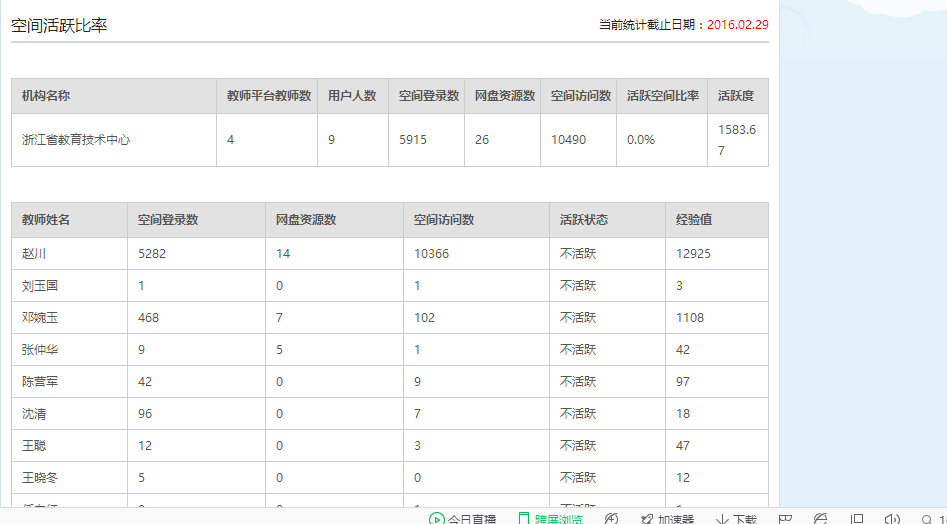 空间活跃比率
当前统计截止日期：2016.02.29
机构名称 教师平台教师数 用户人数 空间登录数 网盘资源数 空间访问数 活跃空间比率 活跃度
浙江省教育技术中心 4 9 5915 26 10490 0.0% 1583.6
7
教师姓名 空间登录数 网盘资源数 空间访问数 活跃状态 经验值
赵川 5282 14 10366 不活跃 12925
刘玉国 1 0 1 不活跃 3
邓婉玉 468 7 102 不活跃 1108
张仲华 9 5 1 不活跃 42
陈营军 42 0 9 不活跃 97
沈清 96 0 7 不活跃 18
王聪 12 0 3 不活跃 47
王晓冬 5 0 0 不活跃 12
今日直播 跨屏浏览 加速器 下载